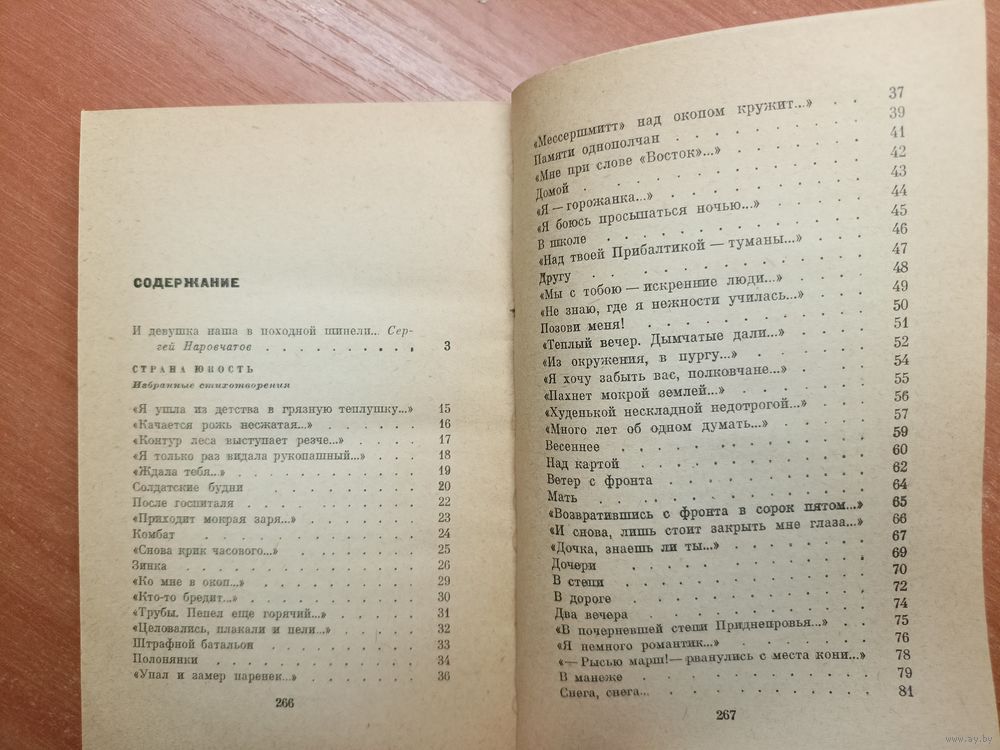 СОДЕРЖАНИЕ
И девушка наша в походной шинели... Сер-
гей Наровчатов . . . . . . . . . . 3
СТРАНА ЮНОСТЬ
Избранные стихотворения
«Я ушла из детства в грязную теплушку...» 15
«Качается рожь несжатая...» . . . . . 16
«Контур леса выступает резче...» . . . 17
«Я только раз видала рукопашный...» . . 18
«Ждала тебя...» . . . . . . . . . 19
Солдатские будни . . . . . . . . 20
После госпиталя . . . . . . . . 22
«Приходит мокрая заря...» . . . . . 23
Комбат . . . . . . . . . . 24
«Снова крик часового...» . . . . . . 25
Зинка . . . . . . . . . . 26
«Ко мне в окоп...» . . . . . . . . 29
«Кто-то бредит...» . . . . . . . . 30
«Трубы. Пепел еще горячий...» . . . . 31
«Целовались, плакали и пели...» . . . . 32
Штрафной батальон . . . . . . . 33
Полонянки . . . . . . . . . 34
«Упал и замер паренек...» . . . . . . 36
266
«Мессершмитт» над окопом кружит...» . . 37
Памяти однополчан . . . . . . . 39
«Мне при слове «Восток»...» . . . . . 41
Домой . . . . . . . . . . 42
«Я — горожанка...» . . . . . . . . 43
«Я боюсь просыпаться ночью...» . . . . 44
В школе . . . . . . . . . . 45
«Над твоей Прибалтикой — туманы...» . . 46
Другу . . . . . . . . . . 47
«Мы с тобою — искренние люди...» . . . 48
«Не знаю, где я нежности училась...» . . 49
Позови меня! . . . . . . . . . 50
«Теплый вечер. Дымчатые дали...» . . . 51
«Из окружения, в пургу...» . . . . . 52
«Я хочу забыть вас, полковчане...» . . . 54
«Пахнет мокрой землей...» . . . . . 55
«Худенькой нескладной недотрогой...» . . 56
«Много лет об одном думать...» . . . . 57
Весеннее . . . . . . . . . . 59
Над картой . . . . . . . . . 60
Ветер с фронта . . . . . . . . 62
Мать . . . . . . . . . . . 64
«Возвратившись с фронта в сорок пятом...» 65
«И снова, лишь стоит закрыть мне глаза...» 66
«Дочка, знаешь ли ты...» . . . . . . 67
Дочери . . . . . . . . . . 69
В степи . . . . . . . . . . 70
В дороге . . . . . . . . . . 72
Два вечера . . . . . . . . . 74
«В почерневшей степи Приднепровья...» . . 75
«Я немного романтик...» . . . . . . 76
«— Рысью марш! — рванулись с места кони...» 78
В манеже . . . . . . . . . . 79
Снега, снега... . . . . . . . . . 81
267
www.ay.by